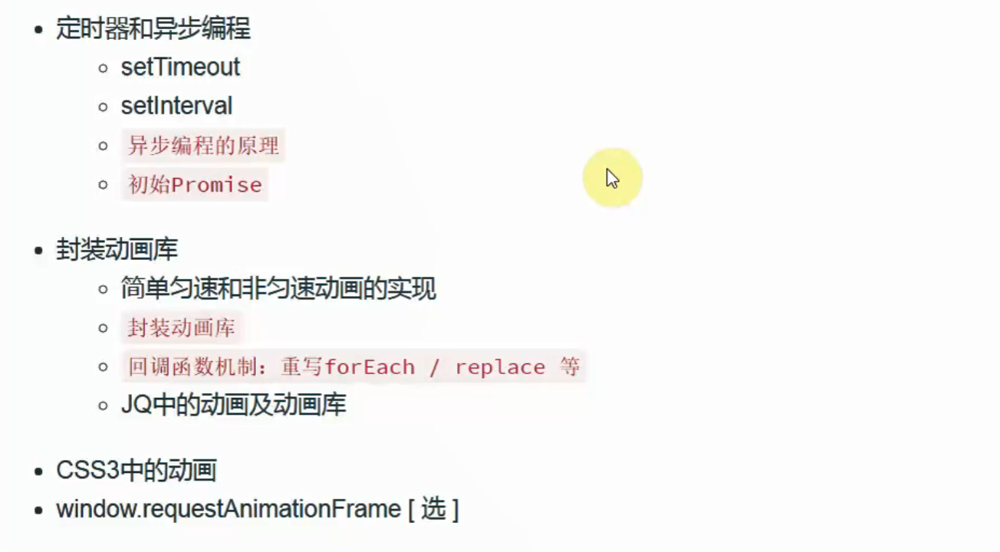 定时器和异步编程
setTimeout
setInterval
异步编程的原理
初始Promise
封装动画库
简单匀速和非匀速动画的实现
封装动画库
回调函数机制：重写forEach / replace 等
JQ中的动画及动画库
CSS3中的动画
window.requestAnimationFrame [ 选 ]